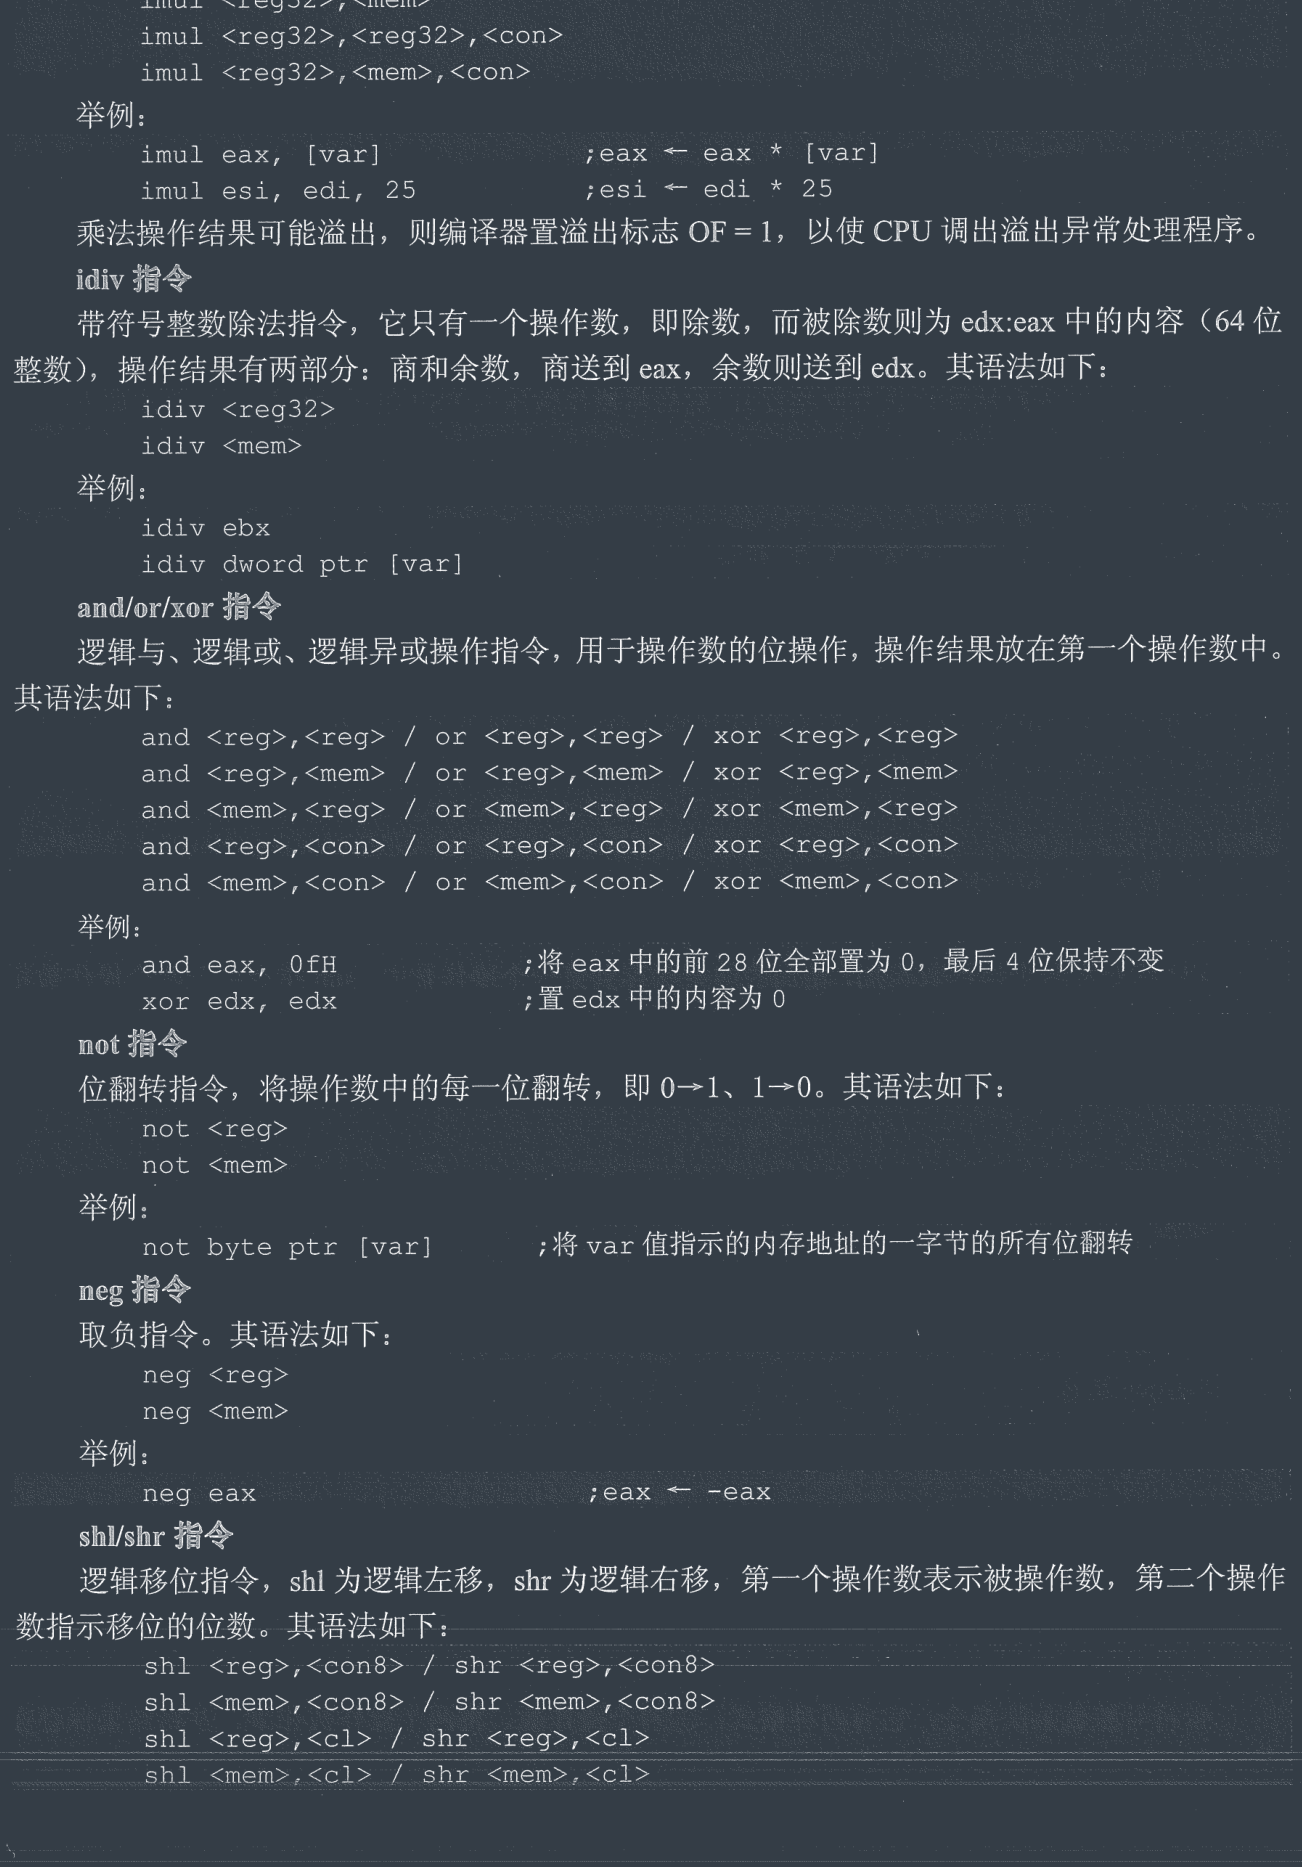 imul <reg32>,<mem>
imul <reg32>,<reg32>,<con>
imul <reg32>,<mem>,<con>
举例：
imul eax, [var] ;eax ← eax * [var]
imul esi, edi, 25 ;esi ← edi * 25
乘法操作结果可能溢出，则编译器置溢出标志 OF = 1，以使 CPU 调出溢出异常处理程序。
idiv 指令
带符号整数除法指令，它只有一个操作数，即除数，而被除数则为 edx:eax 中的内容（64 位
整数），操作结果有两部分：商和余数，商送到 eax，余数则送到 edx。其语法如下：
idiv <reg32>
idiv <mem>
举例：
idiv ebx
idiv dword ptr [var]
and/or/xor 指令
逻辑与、逻辑或、逻辑异或操作指令，用于操作数的位操作，操作结果放在第一个操作数中。
其语法如下：
and <reg>,<reg> / or <reg>,<reg> / xor <reg>,<reg>
and <reg>,<mem> / or <reg>,<mem> / xor <reg>,<mem>
and <mem>,<reg> / or <mem>,<reg> / xor <mem>,<reg>
and <reg>,<con> / or <reg>,<con> / xor <reg>,<con>
and <mem>,<con> / or <mem>,<con> / xor <mem>,<con>
举例：
and eax, 0fH ;将 eax 中的前 28 位全部置为 0，最后 4 位保持不变
xor edx, edx ;置 edx 中的内容为 0
not 指令
位翻转指令，将操作数中的每一位翻转，即 0→1、1→0。其语法如下：
not <reg>
not <mem>
举例：
not byte ptr [var] ;将 var 值指示的内存地址的一字节的所有位翻转
neg 指令
取负指令。其语法如下：
neg <reg>
neg <mem>
举例：
neg eax ;eax ← -eax
shl/shr 指令
逻辑移位指令，shl 为逻辑左移，shr 为逻辑右移，第一个操作数表示被操作数，第二个操作
数指示移位的位数。其语法如下：
shl <reg>,<con8> / shr <reg>,<con8>
shl <mem>,<con8> / shr <mem>,<con8>
shl <reg>,<cl> / shr <reg>,<cl>
shl <mem>,<cl> / shr <mem>,<cl>